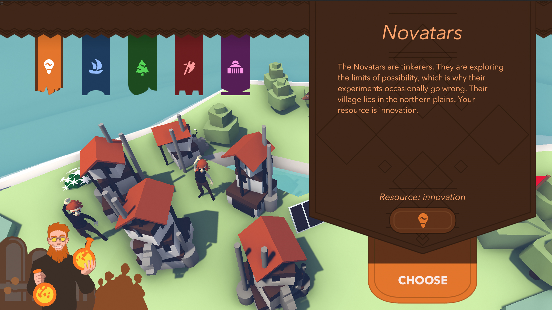 Novatars
The Novatars are tinkerers. They are exploring
the limits of possibility, which is why their
experiments occasionally go wrong. Their
village lies in the northern plains. Your
resource is innovation.
Resource: innovation
CHOOSE